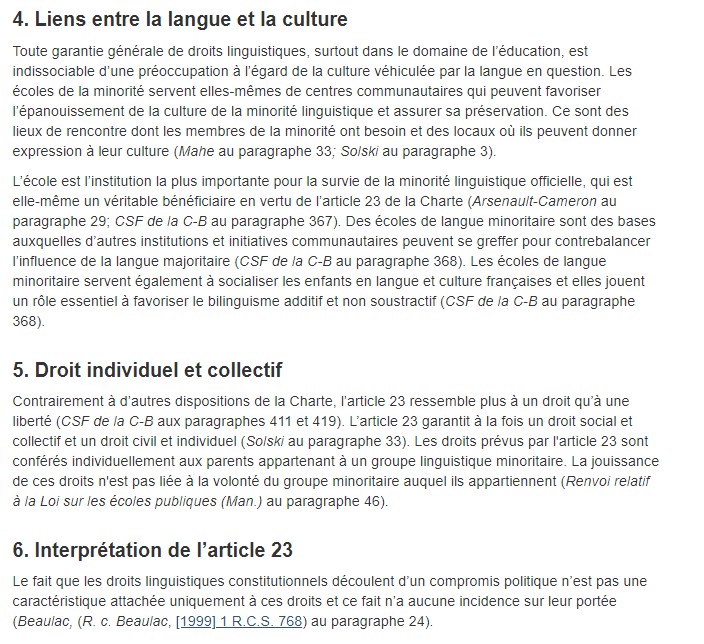 4. Liens entre la langue et la culture
Toute garantie générale de droits linguistiques, surtout dans le domaine de l’éducation, est
indissociable d’une préoccupation à l’égard de la culture véhiculée par la langue en question. Les
écoles de la minorité servent elles-mêmes de centres communautaires qui peuvent favoriser
l’épanouissement de la culture de la minorité linguistique et assurer sa préservation. Ce sont des
lieux de rencontre dont les membres de la minorité ont besoin et des locaux où ils peuvent donner
expression à leur culture (Mahe au paragraphe 33; Solski au paragraphe 3).
L’école est l’institution la plus importante pour la survie de la minorité linguistique officielle, qui est
elle-même un véritable bénéficiaire en vertu de l’article 23 de la Charte (Arsenault-Cameron au
paragraphe 29; CSF de la C-B au paragraphe 367). Des écoles de langue minoritaire sont des bases
auxquelles d’autres institutions et initiatives communautaires peuvent se greffer pour contrebalancer
l’influence de la langue majoritaire (CSF de la C-B au paragraphe 368). Les écoles de langue
minoritaire servent également à socialiser les enfants en langue et culture françaises et elles jouent
un rôle essentiel à favoriser le bilinguisme additif et non soustractif (CSF de la C-B au paragraphe
368).
5. Droit individuel et collectif
Contrairement à d’autres dispositions de la Charte, l’article 23 ressemble plus à un droit qu’à une
liberté (CSF de la C-B aux paragraphes 411 et 419). L’article 23 garantit à la fois un droit social et
collectif et un droit civil et individuel (Solski au paragraphe 33). Les droits prévus par l'article 23 sont
conférés individuellement aux parents appartenant à un groupe linguistique minoritaire. La jouissance
de ces droits n'est pas liée à la volonté du groupe minoritaire auquel ils appartiennent (Renvoi relatif
à la Loi sur les écoles publiques (Man.) au paragraphe 46).
6. Interprétation de l’article 23
Le fait que les droits linguistiques constitutionnels découlent d’un compromis politique n’est pas une
caractéristique attachée uniquement à ces droits et ce fait n’a aucune incidence sur leur portée
(Beaulac, (R. c. Beaulac, [1999] 1 R.C.S. 768) au paragraphe 24).